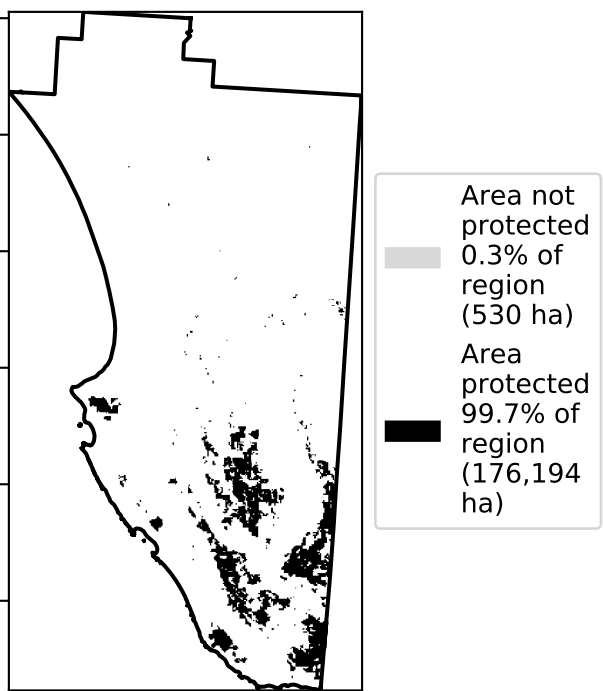 Area not
protected
0.3% of
region
(530 ha)
Area
protected
99.7% of
region
(176,194
ha)